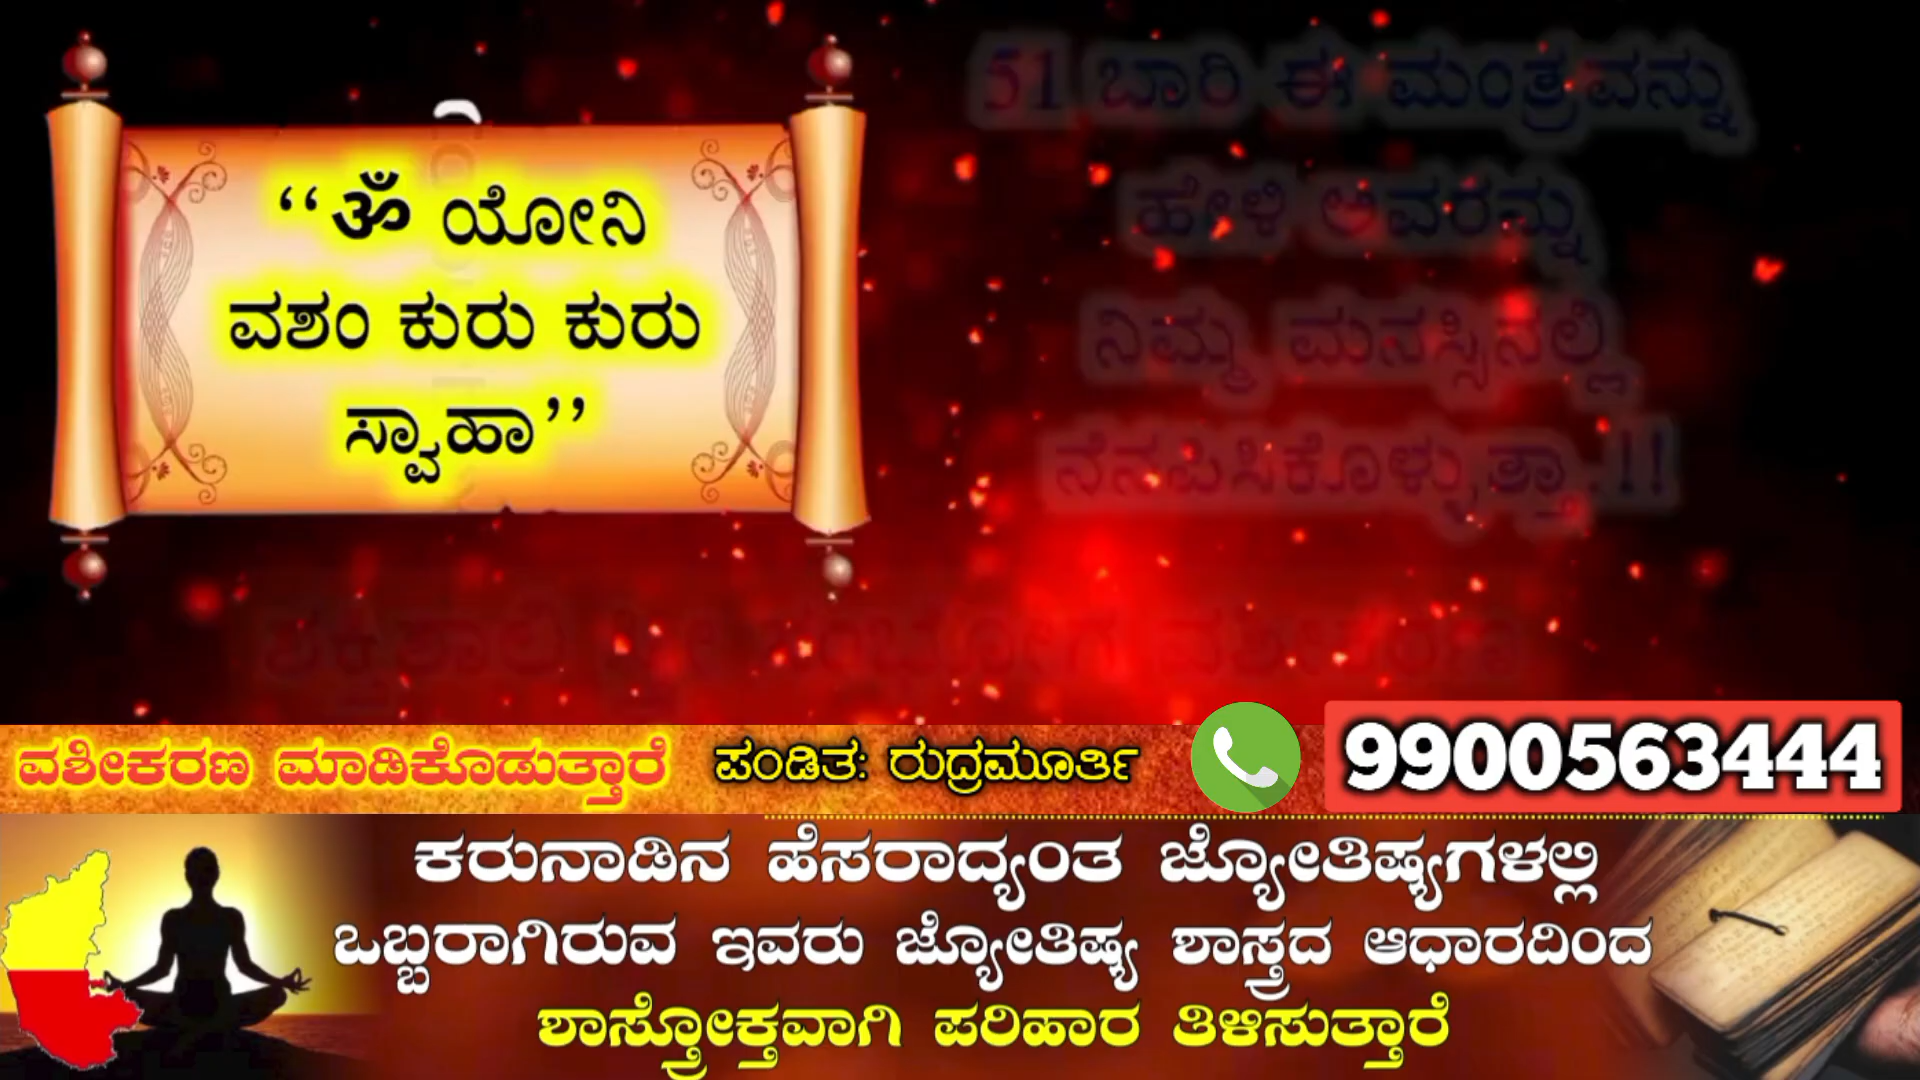 ‘‘ॐ ಯೋನಿ
ವಶಂ ಕುರು ಕುರು
ಸ್ವಾಹಾ’’
51 ಬಾರಿ ಈ ಮಂತ್ರವನ್ನು
ಹೇಳಿ ಅವರನ್ನು
ನಿಮ್ಮ ಮನಸ್ಸಿನಲ್ಲಿ
ನೆನಪಿಸಿಕೊಳ್ಳುತ್ತಾ..!!
ವಶೀಕರಣ ಮಾಡಿಕೊಡುತ್ತಾರೆ ಪಂಡಿತ: ರುದ್ರಮೂರ್ತಿ 9900563444
ಕರುನಾಡಿನ ಹೆಸರಾದ್ಯಂತ ಜ್ಯೋತಿಷ್ಯಗಳಲ್ಲಿ
ಒಬ್ಬರಾಗಿರುವ ಇವರು ಜ್ಯೋತಿಷ್ಯ ಶಾಸ್ತ್ರದ ಆಧಾರದಿಂದ
ಶಾಸ್ತ್ರೋಕ್ತವಾಗಿ ಪರಿಹಾರ ತಿಳಿಸುತ್ತಾರೆ